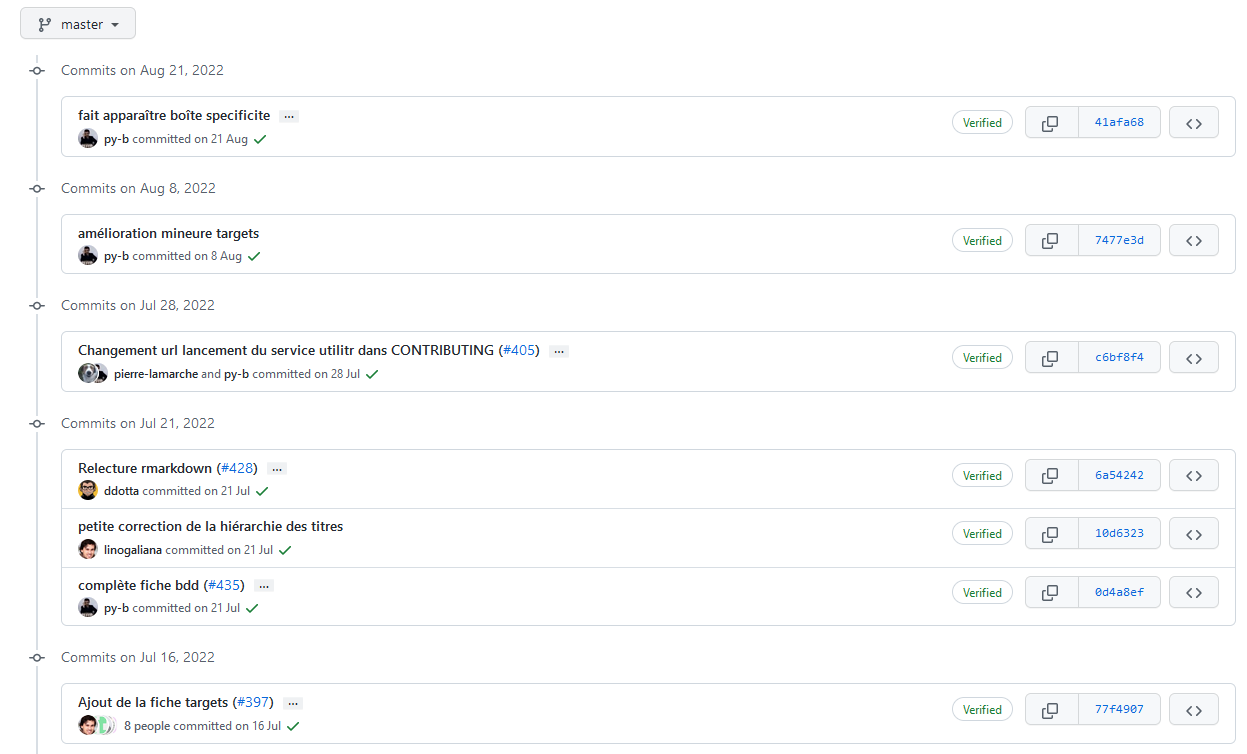 master
Commits on Aug 21, 2022
fait apparaître boîte specificite ...
Verified 41afa68
py-b committed on 21 Aug
Commits on Aug 8, 2022
amélioration mineure targets
Verified 7477e3d
py-b committed on 8 Aug
Commits on Jul 28, 2022
Changement url lancement du service utilitr dans CONTRIBUTING (#405) ...
Verified c6bf8f4
pierre-lamarche and py-b committed on 28 Jul
Commits on Jul 21, 2022
Relecture rmarkdown (#428) ...
Verified 6a54242
ddotta committed on 21 Jul
petite correction de la hiérarchie des titres
Verified 10d6323
linogaliana committed on 21 Jul
complète fiche bdd (#435) ...
Verified 0d4a8ef
py-b committed on 21 Jul
Commits on Jul 16, 2022
Ajout de la fiche targets (#397) ...
Verified 77f4907
8 people committed on 16 Jul